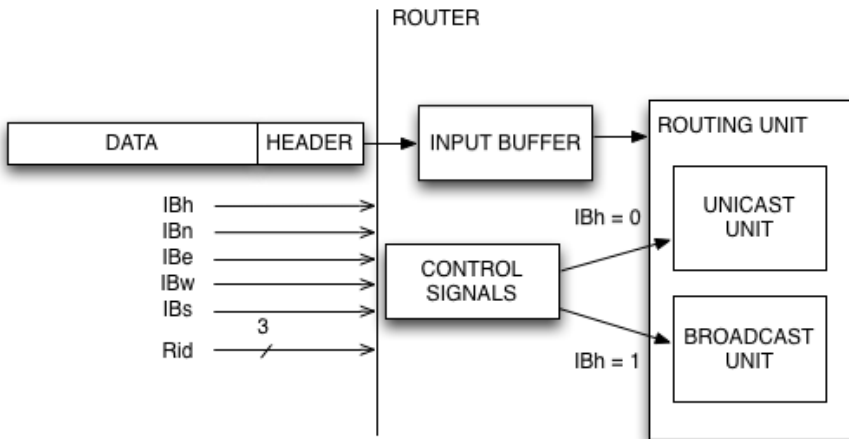 ROUTER
DATA
HEADER
INPUT BUFFER
ROUTING UNIT
IBh
IBn
IBe
IBw
IBs
3
Rid
CONTROL
SIGNALS
IBh = 0
IBh = 1
UNICAST
UNIT
BROADCAST
UNIT